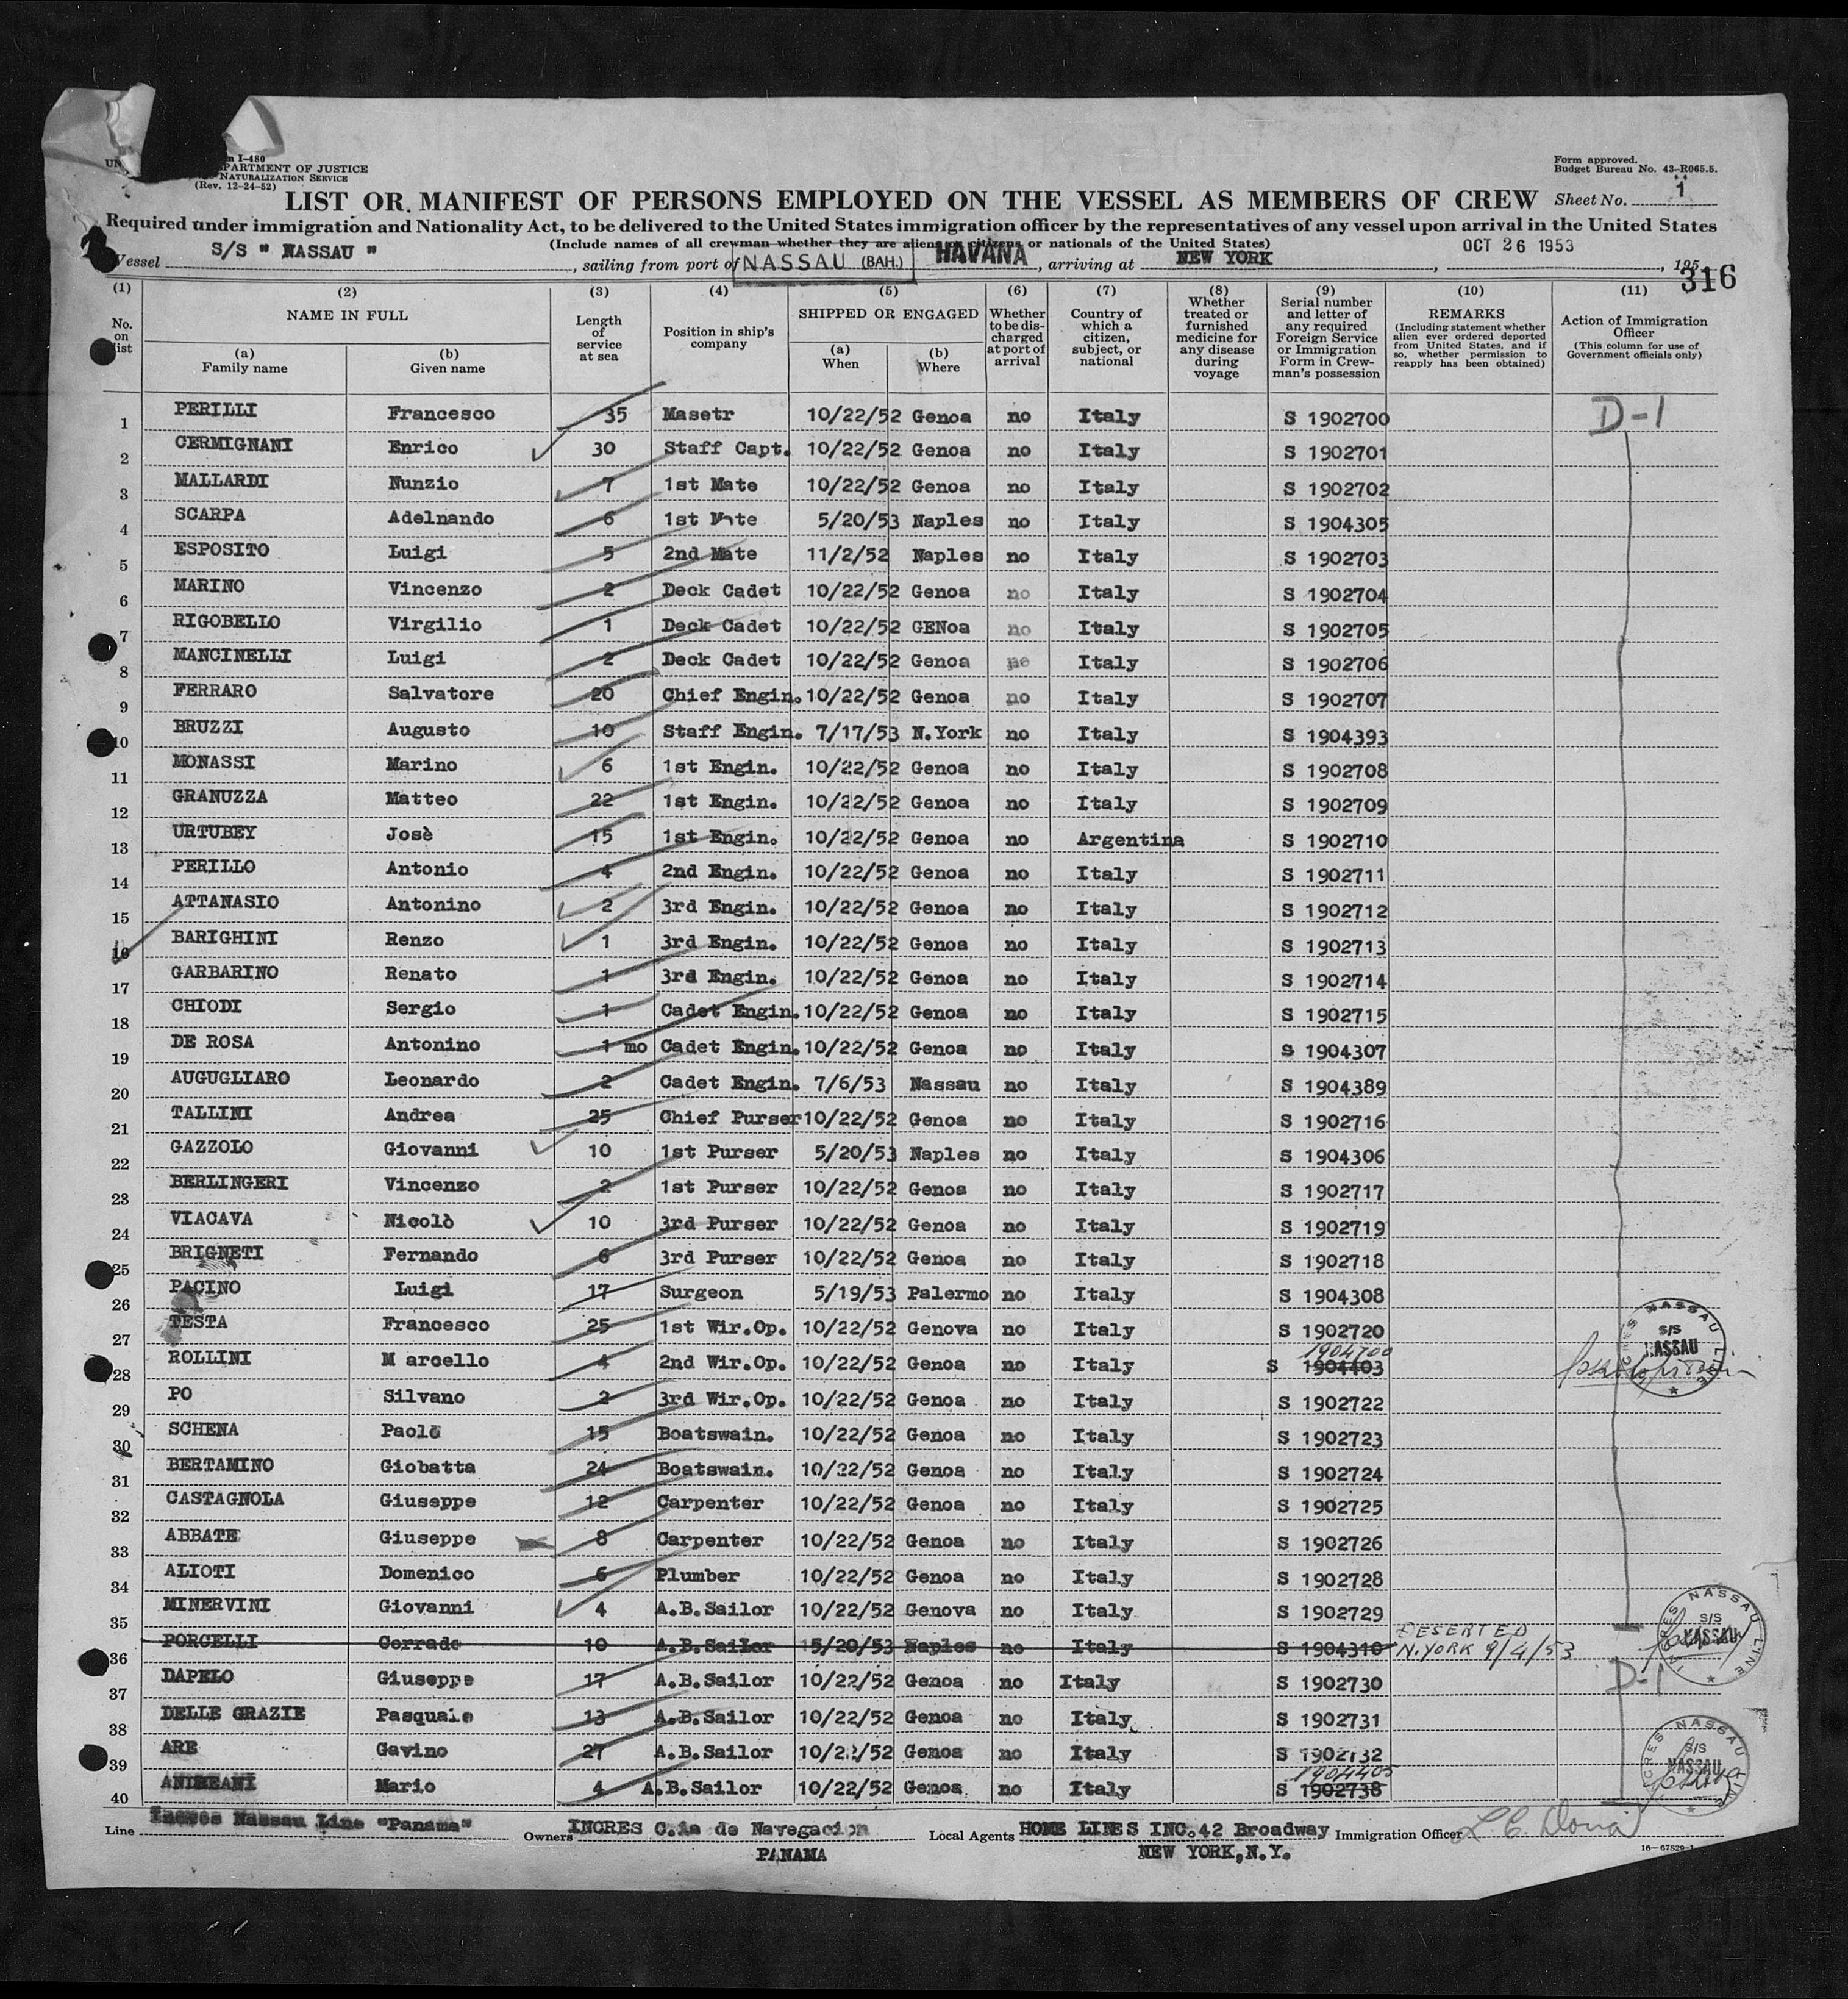 m I-480
PARTMENT OF JUSTICE
NATURALIZATION SERVICE
(Rev. 12-24-52)
Form approved.
Budget Bureau No. 43-R065.5.
LIST OR MANIFEST OF PERSONS EMPLOYED ON THE VESSEL AS MEMBERS OF CREW
Sheet No. 1
Required under immigration and Nationality Act, to be delivered to the United States immigration officer by the representatives of any vessel upon arrival in the United States
(Include names of all crewman whether they are aliens or citizens or nationals of the United States)
Vessel S/S " NASSAU " , sailing from port of NASSAU (BAH.) HAVANA , arriving at NEW YORK , OCT 26 1953 , 195
316
(1) No. on list
(2) NAME IN FULL (a) Family name (b) Given name
(3) Length of service at sea
(4) Position in ship's company
(5) SHIPPED OR ENGAGED (a) When (b) Where
(6) Whether to be discharged at port of arrival
(7) Country of which a citizen, subject, or national
(8) Whether treated or furnished medicine for any disease during voyage
(9) Serial number and letter of any required Foreign Service or Immigration Form in Crewman's possession
(10) REMARKS (Including statement whether alien ever ordered deported from United States, and if so, whether permission to reapply has been obtained)
(11) Action of Immigration Officer (This column for use of Government officials only)
1 PERILLI Francesco 35 Masetr 10/22/52 Genoa no Italy S 1902700 D-1
2 CERMIGNANI Enrico 30 Staff Capt. 10/22/52 Genoa no Italy S 1902701
3 MALLARDI Nunzio 7 1st Mate 10/22/52 Genoa no Italy S 1902702
4 SCARPA Adelnando 6 1st Mate 5/20/53 Naples no Italy S 1904305
5 ESPOSITO Luigi 5 2nd Mate 11/2/52 Naples no Italy S 1902703
6 MARINO Vincenzo 2 Deck Cadet 10/22/52 Genoa no Italy S 1902704
7 RIGOBELLO Virgilio 1 Deck Cadet 10/22/52 GENoa no Italy S 1902705
8 MANCINELLI Luigi 2 Deck Cadet 10/22/52 Genoa no Italy S 1902706
9 FERRARO Salvatore 20 Chief Engin. 10/22/52 Genoa no Italy S 1902707
10 BRUZZI Augusto 10 Staff Engin. 7/17/53 N.York no Italy S 1904393
11 MONASSI Marino 6 1st Engin. 10/22/52 Genoa no Italy S 1902708
12 GRANUZZA Matteo 22 1st Engin. 10/22/52 Genoa no Italy S 1902709
13 URTUBEY Josè 15 1st Engin. 10/22/52 Genoa no Argentina S 1902710
14 PERILLO Antonio 4 2nd Engin. 10/22/52 Genoa no Italy S 1902711
15 ATTANASIO Antonino 2 3rd Engin. 10/22/52 Genoa no Italy S 1902712
16 BARIGHINI Renzo 1 3rd Engin. 10/22/52 Genoa no Italy S 1902713
17 GARBARINO Renato 1 3rd Engin. 10/22/52 Genoa no Italy S 1902714
18 CHIODI Sergio 1 Cadet Engin. 10/22/52 Genoa no Italy S 1902715
19 DE ROSA Antonino 1 mo Cadet Engin. 10/22/52 Genoa no Italy S 1904307
20 AUGUGLIARO Leonardo 2 Cadet Engin. 7/6/53 Nassau no Italy S 1904389
21 TALLINI Andrea 25 Chief Purser 10/22/52 Genoa no Italy S 1902716
22 GAZZOLO Giovanni 10 1st Purser 5/20/53 Naples no Italy S 1904306
23 BERLINGERI Vincenzo 2 1st Purser 10/22/52 Genoa no Italy S 1902717
24 VIACAVA Nicolò 10 3rd Purser 10/22/52 Genoa no Italy S 1902719
25 BRIGNETI Fernando 6 3rd Purser 10/22/52 Genoa no Italy S 1902718
26 PACINO Luigi 17 Surgeon 5/19/53 Palermo no Italy S 1904308
27 TESTA Francesco 25 1st Wir.Op. 10/22/52 Genova no Italy S 1902720
28 ROLLINI M arcello 4 2nd Wir.Op. 10/22/52 Genoa no Italy S 1904403 1904700
29 PO Silvano 2 3rd Wir.Op. 10/22/52 Genoa no Italy S 1902722
30 SCHENA Paolo 15 Boatswain. 10/22/52 Genoa no Italy S 1902723
31 BERTAMINO Giobatta 24 Boatswain. 10/22/52 Genoa no Italy S 1902724
32 CASTAGNOLA Giuseppe 12 Carpenter 10/22/52 Genoa no Italy S 1902725
33 ABBATE Giuseppe 8 Carpenter 10/22/52 Genoa no Italy S 1902726
34 ALIOTI Domenico 6 Plumber 10/22/52 Genoa no Italy S 1902728
35 MINERVINI Giovanni 4 A.B.Sailor 10/22/52 Genova no Italy S 1902729
36 PORCELLI Corrado 10 A.B.Sailor 5/20/53 Naples no Italy S 1904310 DESERTED N.YORK 9/4/53
37 DAPELO Giuseppe 17 A.B.Sailor 10/22/52 Genoa no Italy S 1902730 D-1
38 DELLE GRAZIE Pasquale 13 A.B.Sailor 10/22/52 Genoa no Italy S 1902731
39 ARE Gavino 27 A.B.Sailor 10/22/52 Genoa no Italy S 1902732
40 ANDREANI Mario 4 A.B.Sailor 10/22/52 Genoa no Italy S 1902738 1904405
INCRES NASSAU LINE S/S NASSAU
INCRES NASSAU LINE S/S NASSAU
INCRES NASSAU LINE S/S NASSAU
Line Incres Nassau Line "Panama" Owners INCRES C.ia de Navegacion PANAMA Local Agents HOME LINES INC.42 Broadway NEW YORK,N.Y. Immigration Officer
16—67829-1